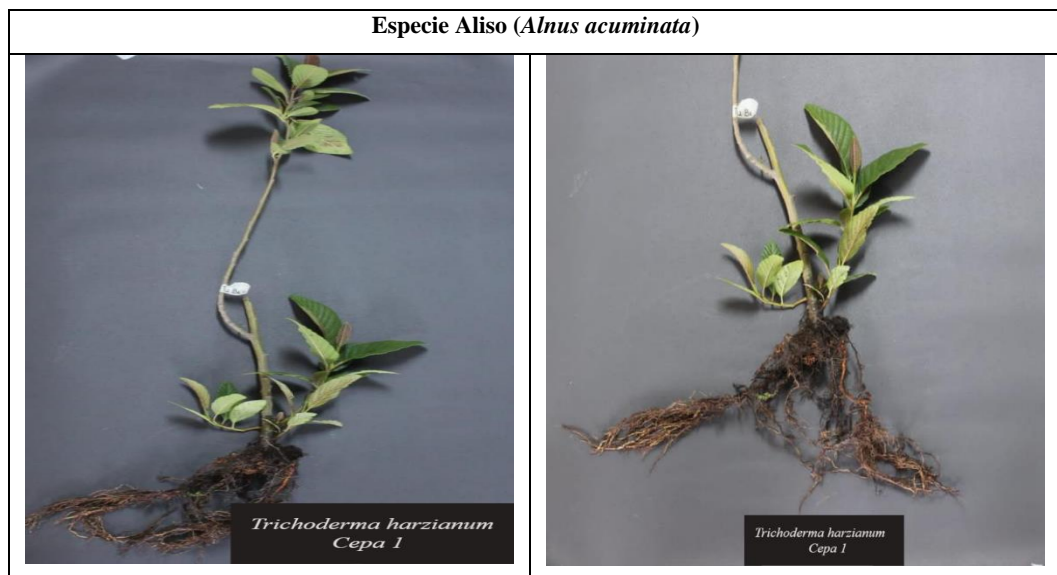 Especie Aliso (Alnus acuminata)
Trichoderma harzianum
Cepa 1
Trichoderma harzianum
Cepa 1